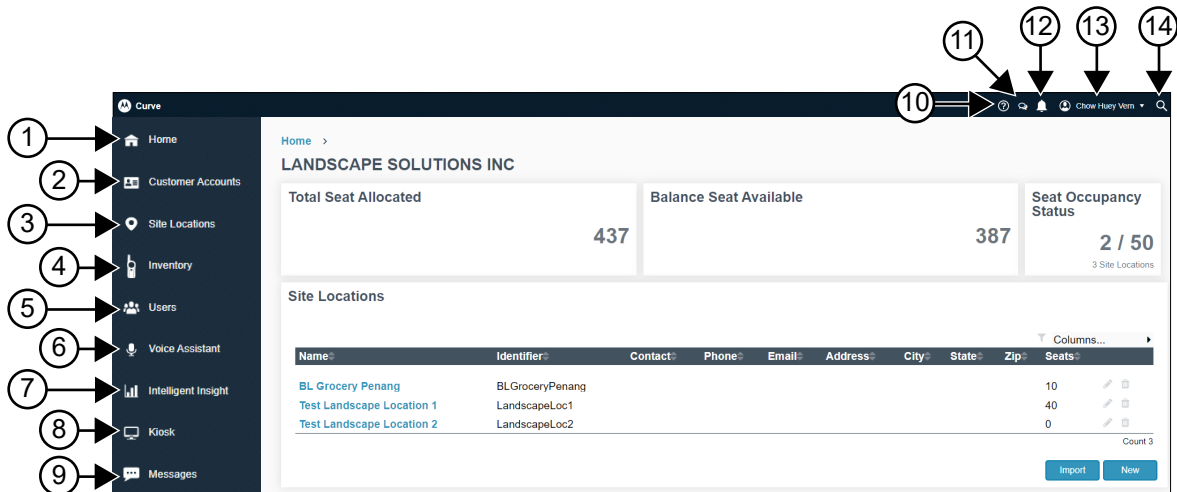 11 12 13 14
10
Curve
Chow Huey Vern
1 Home
2 Customer Accounts
3 Site Locations
4 Inventory
5 Users
6 Voice Assistant
7 Intelligent Insight
8 Kiosk
9 Messages
Home >
LANDSCAPE SOLUTIONS INC
Total Seat Allocated
437
Balance Seat Available
387
Seat Occupancy
Status
2 / 50
3 Site Locations
Site Locations
Columns...
Name Identifier Contact Phone Email Address City State Zip Seats
BL Grocery Penang BLGroceryPenang 10
Test Landscape Location 1 LandscapeLoc1 40
Test Landscape Location 2 LandscapeLoc2 0
Count 3
Import New